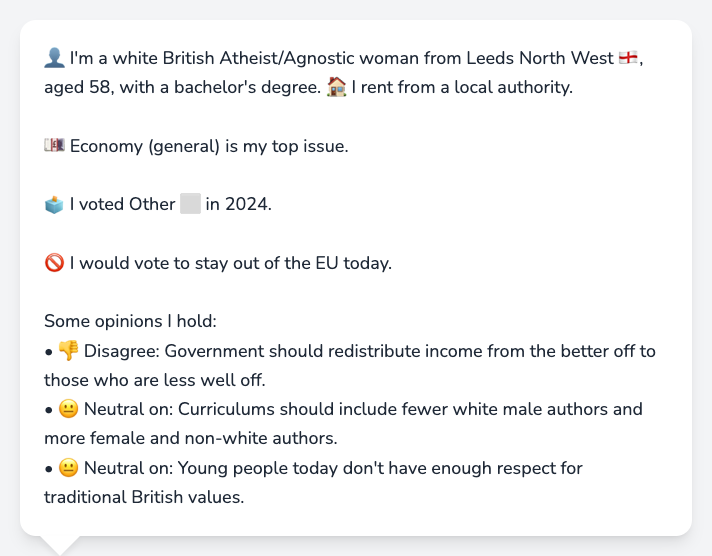 👤 I'm a white British Atheist/Agnostic woman from Leeds North West 🏴󠁧󠁢󠁥󠁮󠁧󠁿,
aged 58, with a bachelor's degree. 🏠 I rent from a local authority.
💷 Economy (general) is my top issue.
🗳️ I voted Other ⬜ in 2024.
🚫 I would vote to stay out of the EU today.
Some opinions I hold:
• 👎 Disagree: Government should redistribute income from the better off to
those who are less well off.
• 😐 Neutral on: Curriculums should include fewer white male authors and
more female and non-white authors.
• 😐 Neutral on: Young people today don't have enough respect for
traditional British values.